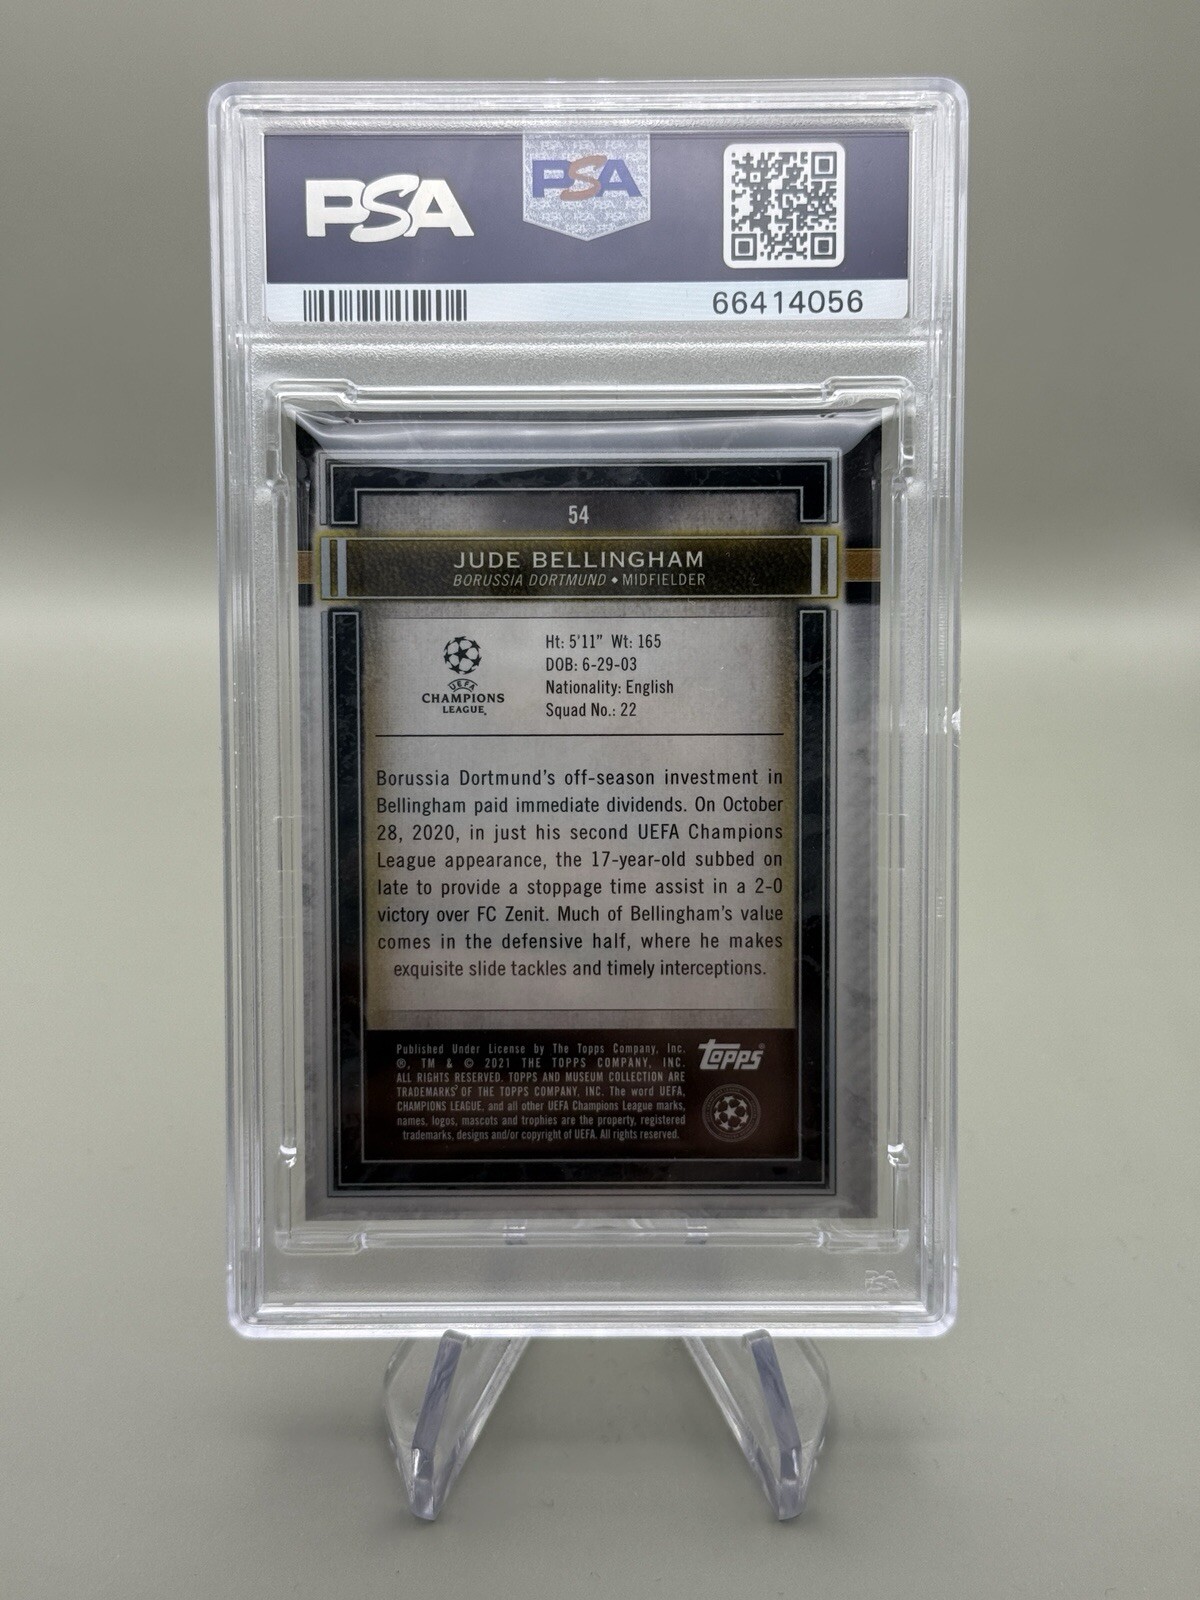 PSA
PSA
66414056
54
JUDE BELLINGHAM
BORUSSIA DORTMUND ◆ MIDFIELDER
UEFA
CHAMPIONS
LEAGUE
Ht: 5'11" Wt: 165
DOB: 6-29-03
Nationality: English
Squad No.: 22
Borussia Dortmund's off-season investment in
Bellingham paid immediate dividends. On October
28, 2020, in just his second UEFA Champions
League appearance, the 17-year-old subbed on
late to provide a stoppage time assist in a 2-0
victory over FC Zenit. Much of Bellingham's value
comes in the defensive half, where he makes
exquisite slide tackles and timely interceptions.
Published Under License by The Topps Company, Inc.
®, TM & © 2021 THE TOPPS COMPANY, INC.
ALL RIGHTS RESERVED. TOPPS AND MUSEUM COLLECTION ARE
TRADEMARKS OF THE TOPPS COMPANY, INC. The word UEFA,
CHAMPIONS LEAGUE, and all other UEFA Champions League marks,
names, logos, mascots and trophies are the property, registered
trademarks, designs and/or copyright of UEFA. All rights reserved.
Topps®
PSA